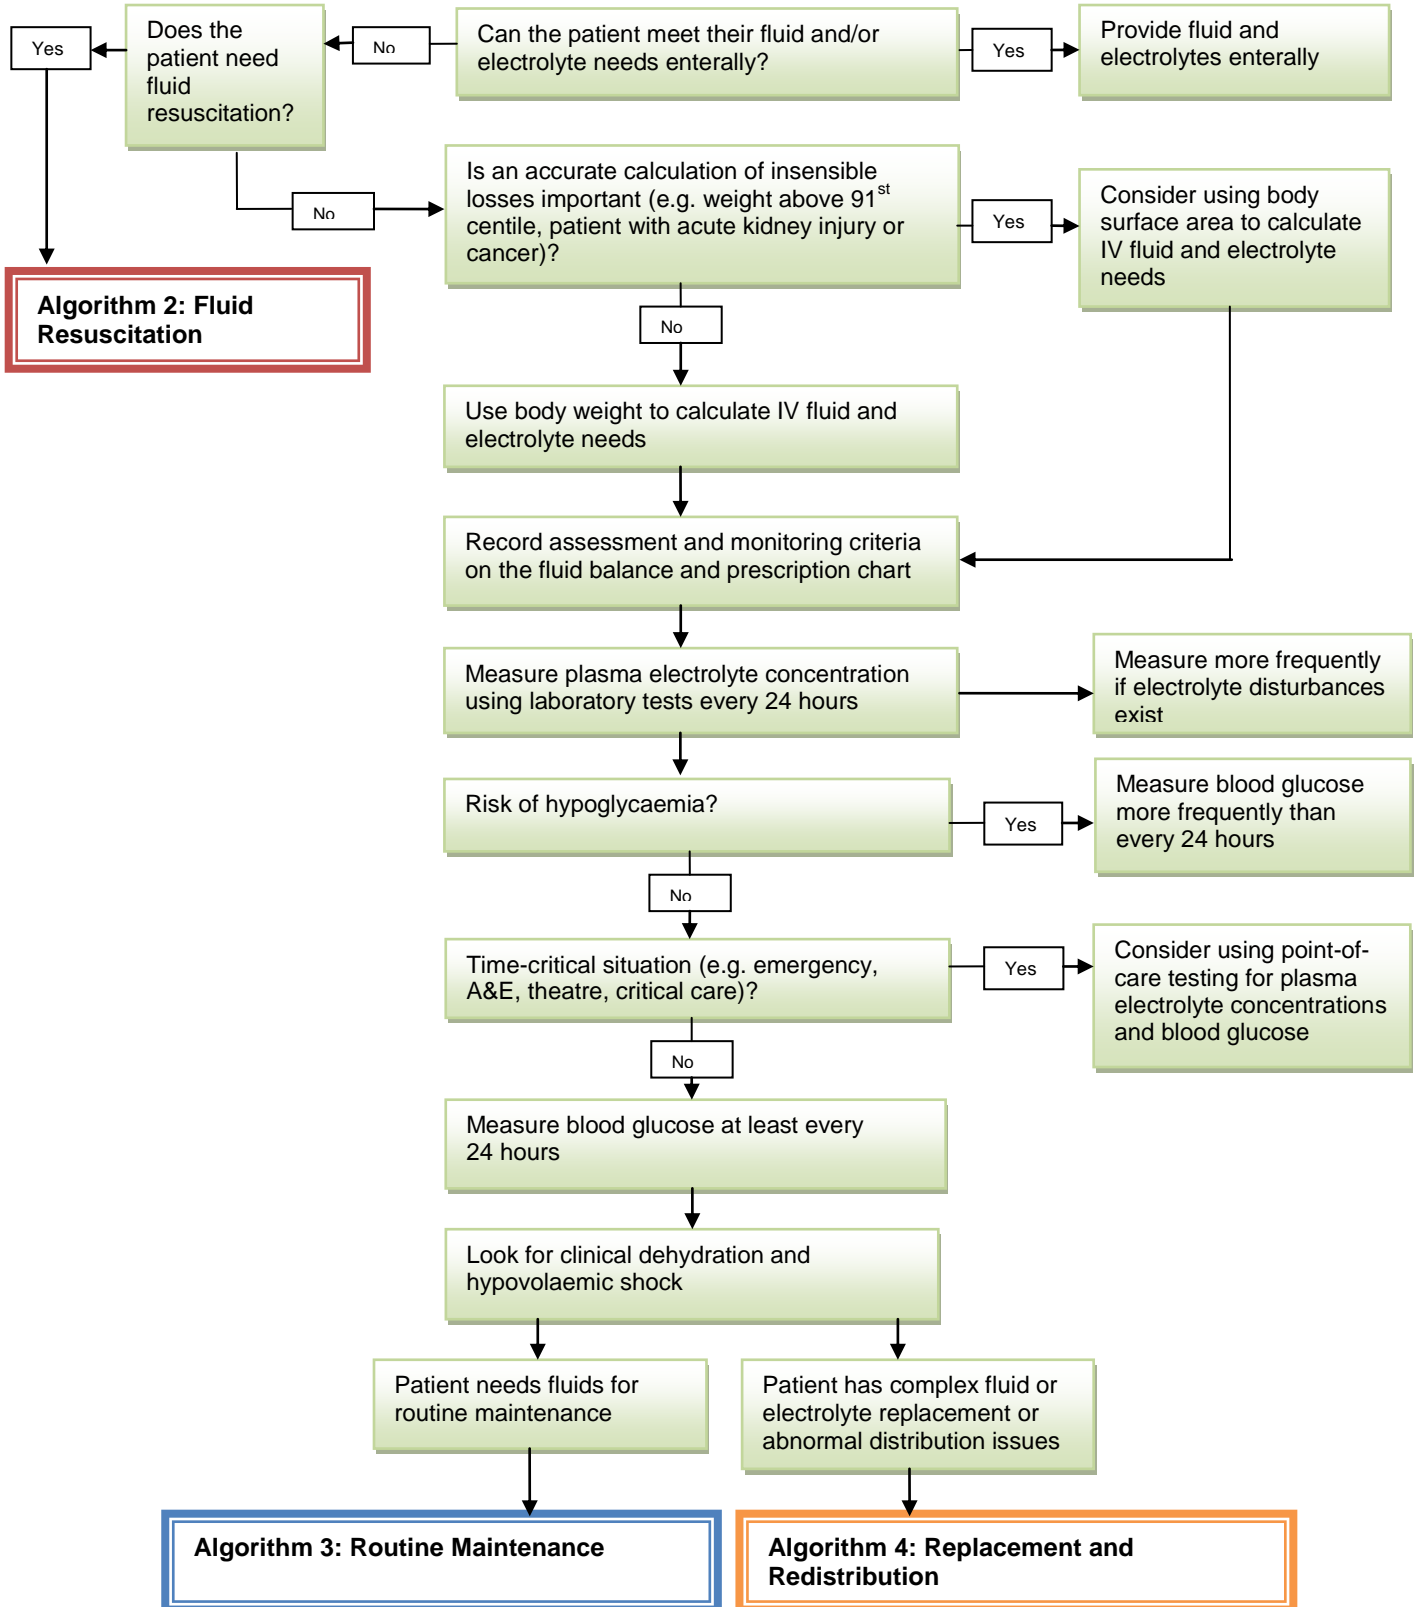 Yes
Does the
patient need
fluid
resuscitation?
No
Can the patient meet their fluid and/or
electrolyte needs enterally?
Yes
Provide fluid and
electrolytes enterally
No
Is an accurate calculation of insensible
losses important (e.g. weight above 91st
centile, patient with acute kidney injury or
cancer)?
Yes
Consider using body
surface area to calculate
IV fluid and electrolyte
needs
Algorithm 2: Fluid
Resuscitation
No
Use body weight to calculate IV fluid and
electrolyte needs
Record assessment and monitoring criteria
on the fluid balance and prescription chart
Measure plasma electrolyte concentration
using laboratory tests every 24 hours
Measure more frequently
if electrolyte disturbances
exist
Risk of hypoglycaemia?
Yes
Measure blood glucose
more frequently than
every 24 hours
No
Time-critical situation (e.g. emergency,
A&E, theatre, critical care)?
Yes
Consider using point-of-
care testing for plasma
electrolyte concentrations
and blood glucose
No
Measure blood glucose at least every
24 hours
Look for clinical dehydration and
hypovolaemic shock
Patient needs fluids for
routine maintenance
Patient has complex fluid or
electrolyte replacement or
abnormal distribution issues
Algorithm 3: Routine Maintenance
Algorithm 4: Replacement and
Redistribution